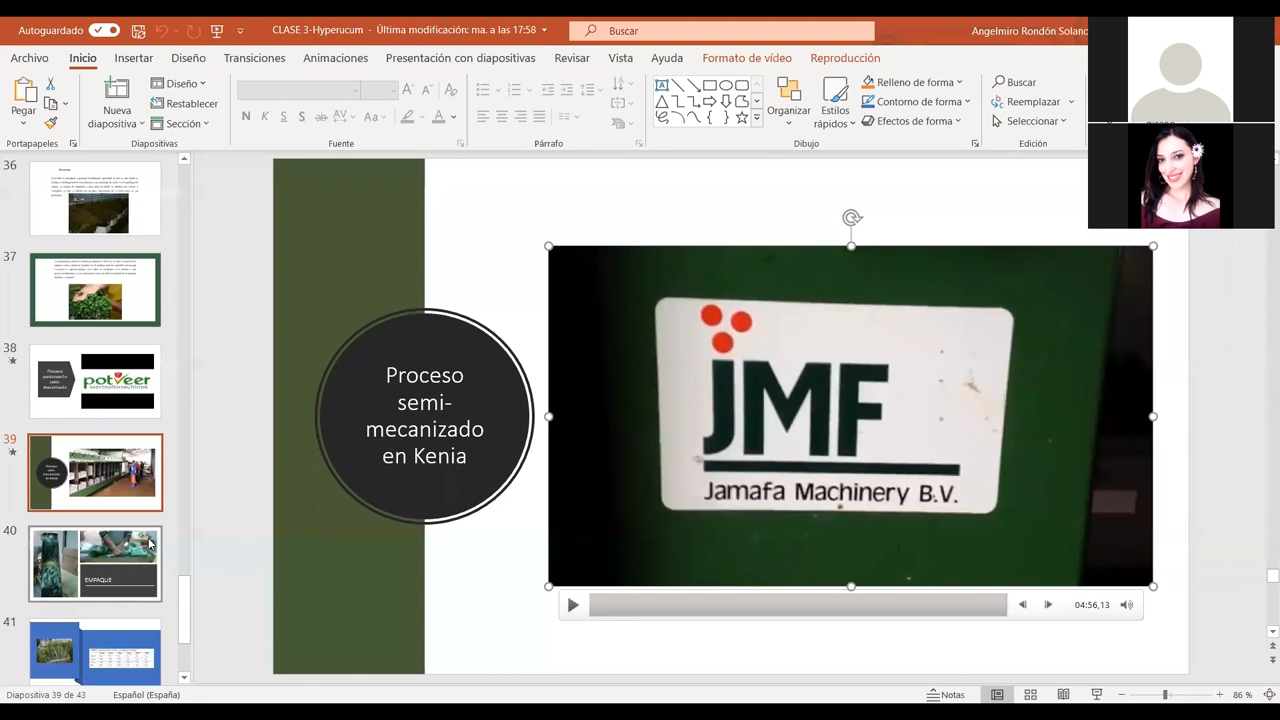 Autoguardado
CLASE 3-Hyperucum - Última modificación: ma. a las 17:58
Buscar
Angelmiro Rondón Solano
Archivo
Inicio
Insertar
Diseño
Transiciones
Animaciones
Presentación con diapositivas
Revisar
Vista
Ayuda
Formato de vídeo
Reproducción
Pegar
Nueva
diapositiva
Diseño
Restablecer
Sección
N
S
S
ab
AV
Aa
A
Organizar
Estilos
rápidos
Relleno de forma
Contorno de forma
Efectos de forma
Buscar
Reemplazar
Seleccionar
Portapapeles
Diapositivas
Fuente
Párrafo
Dibujo
Edición
36
37
38
potveer
39
40
EMPAQUE
41
Proceso
semi-
mecanizado
en Kenia
JMF
Jamafa Machinery B.V.
04:56,13
Diapositiva 39 de 43
Español (España)
Notas
86 %